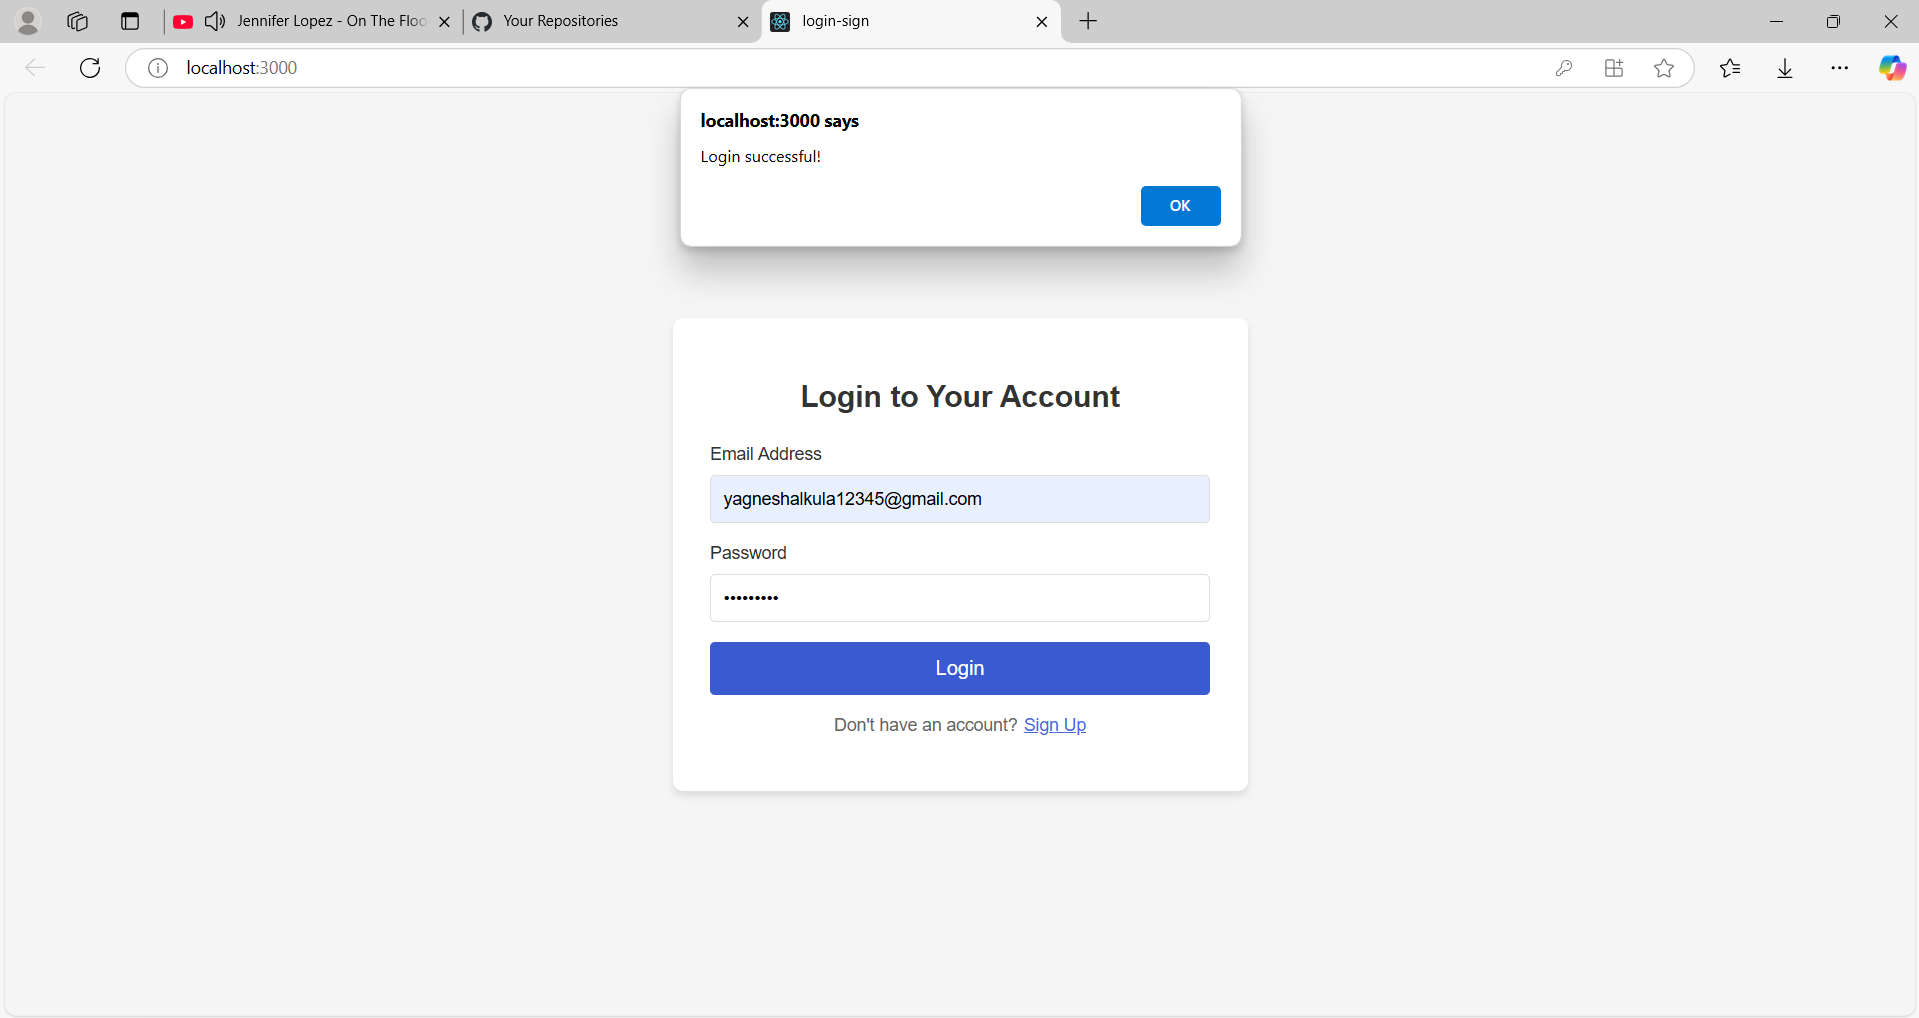 Jennifer Lopez - On The Floo
Your Repositories
login-sign
localhost:3000
localhost:3000 says
Login successful!
OK
Login to Your Account
Email Address
yagneshalkula12345@gmail.com
Password
•••••••••
Login
Don't have an account? Sign Up